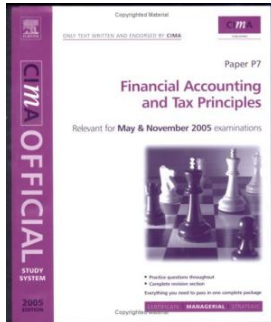 Copyrighted Material
ELSEVIER
ONLY TEXT WRITTEN AND ENDORSED BY CIMA
CIMA
Paper P7
Financial Accounting
and Tax Principles
Relevant for May & November 2005 examinations
CIMA OFFICIAL
STUDY
SYSTEM
2005
EDITION
• Practice questions throughout
• Complete revision section
Everything you need to pass in one complete package
CERTIFICATE MANAGERIAL STRATEGIC
Copyrighted Material